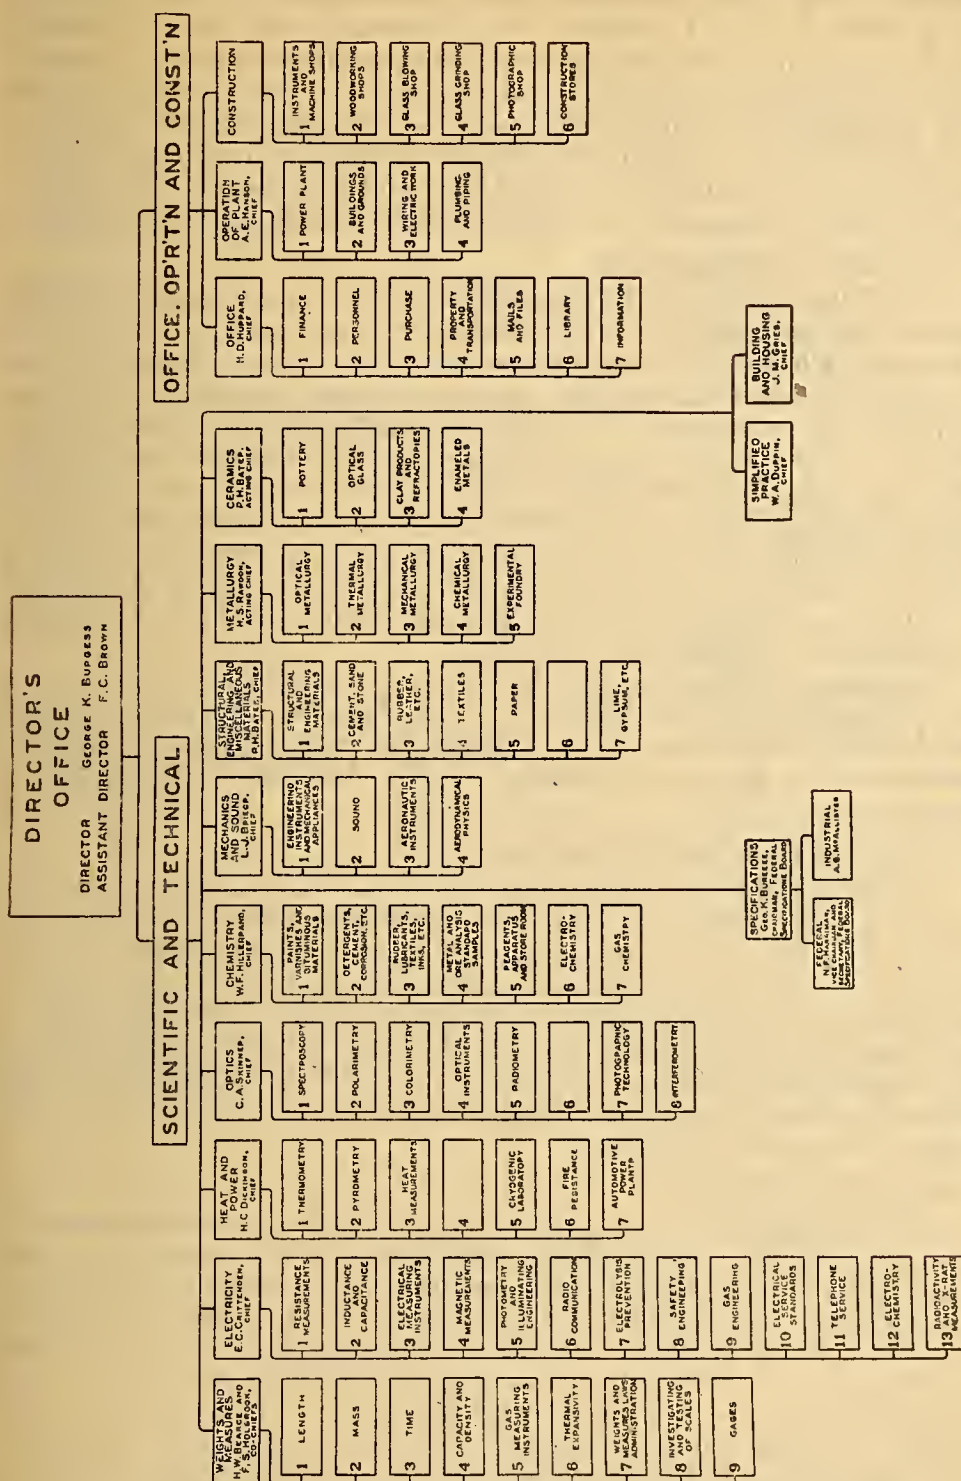 DIRECTOR'S
OFFICE
DIRECTOR GEORGE K. BURGESS
ASSISTANT DIRECTOR F.C. BROWN
SCIENTIFIC AND TECHNICAL
OFFICE. OP'R'T'N AND CONST'N
WEIGHTS AND
MEASURES
H.W. BEARCE AND
F. S. HOLBROOK,
CO-CHIEFS
1 LENGTH
2 MASS
3 TIME
4 CAPACITY AND
DENSITY
5 GAS
MEASURING
INSTRUMENTS
6 THERMAL
EXPANSIVITY
7 WEIGHTS AND
MEASURES LAWS
ADMINISTRATION
8 INVESTIGATING
AND TESTING
OF SCALES
9 GAGES
ELECTRICITY
E.C. CRITTENDEN,
CHIEF
1 RESISTANCE
MEASUREMENTS
2 INDUCTANCE
AND
CAPACITANCE
3 ELECTRICAL
MEASURING
INSTRUMENTS
4 MAGNETIC
MEASUREMENTS
5 PHOTOMETRY
AND
ILLUMINATING
ENGINEERING
6 RADIO
COMMUNICATION
7 ELECTROLYSIS
PREVENTION
8 SAFETY
ENGINEERING
9 GAS
ENGINEERING
10 ELECTRICAL
SERVICE
STANDARDS
11 TELEPHONE
SERVICE
12 ELECTRO-
CHEMISTRY
13 RADIOACTIVITY
AND X-RAY
MEASUREMENTS
HEAT AND
POWER
H.C. DICKINSON,
CHIEF
1 THERMOMETRY
2 PYROMETRY
3 HEAT
MEASUREMENTS
4
5 CRYOGENIC
LABORATORY
6 FIRE
RESISTANCE
7 AUTOMOTIVE
POWER
PLANTS
OPTICS
C. A. SKINNER,
CHIEF
1 SPECTROSCOPY
2 POLARIMETRY
3 COLORIMETRY
4 OPTICAL
INSTRUMENTS
5 RADIOMETRY
6
7 PHOTOGRAPHIC
TECHNOLOGY
8 INTERFEROMETRY
CHEMISTRY
W.F. HILLEBRAND,
CHIEF
1 PAINTS,
VARNISHES, AND
BITUMINOUS
MATERIALS
2 DETERGENTS,
CEMENT,
CORROSION, ETC.
3 RUBBER,
LUBRICANTS,
TEXTILES,
INKS, ETC.
4 METAL AND
ORE ANALYSIS
STANDARD
SAMPLES
5 REAGENTS,
APPARATUS
AND STORE ROOM
6 ELECTRO-
CHEMISTRY
7 GAS
CHEMISTRY
MECHANICS
AND SOUND
L. J. BRIGGS,
CHIEF
1 ENGINEERING
INSTRUMENTS
AND MECHANICAL
APPLIANCES
2 SOUND
3 AERONAUTIC
INSTRUMENTS
4 AERODYNAMICAL
PHYSICS
STRUCTURAL
ENGINEERING AND
MISCELLANEOUS
MATERIALS
P.H. BATES, CHIEF
1 STRUCTURAL
AND
ENGINEERING
MATERIALS
2 CEMENT, SAND
AND STONE
3 RUBBER,
LEATHER,
ETC.
4 TEXTILES
5 PAPER
6
7 LIME,
GYPSUM, ETC.
METALLURGY
H. S. RAWDON,
ACTING CHIEF
1 OPTICAL
METALLURGY
2 THERMAL
METALLURGY
3 MECHANICAL
METALLURGY
4 CHEMICAL
METALLURGY
5 EXPERIMENTAL
FOUNDRY
CERAMICS
P.H. BATES,
ACTING CHIEF
1 POTTERY
2 OPTICAL
GLASS
3 CLAY PRODUCTS
AND
REFRACTORIES
4 ENAMELED
METALS
OFFICE
H. D. HUBBARD,
CHIEF
1 FINANCE
2 PERSONNEL
3 PURCHASE
4 PROPERTY
AND
TRANSPORTATION
5 MAILS
AND FILES
6 LIBRARY
7 INFORMATION
OPERATION
OF PLANT
A. E. HANSON,
CHIEF
1 POWER PLANT
2 BUILDINGS
AND GROUNDS
3 WIRING AND
ELECTRIC WORK
4 PLUMBING
AND PIPING
CONSTRUCTION
1 INSTRUMENTS
AND
MACHINE SHOPS
2 WOODWORKING
SHOPS
3 GLASS BLOWING
SHOP
4 GLASS GRINDING
SHOP
5 PHOTOGRAPHIC
SHOP
6 CONSTRUCTION
STORES
SPECIFICATIONS
GEO. K. BURGESS,
CHAIRMAN, FEDERAL
SPECIFICATIONS BOARD
FEDERAL
N. F. HARRIMAN,
VICE CHAIRMAN AND
SECRETARY, FEDERAL
SPECIFICATIONS BOARD
INDUSTRIAL
A.S. MCALLISTER
SIMPLIFIED
PRACTICE
W. A. DURGIN,
CHIEF
BUILDING
AND HOUSING
J. M. GRIES,
CHIEF